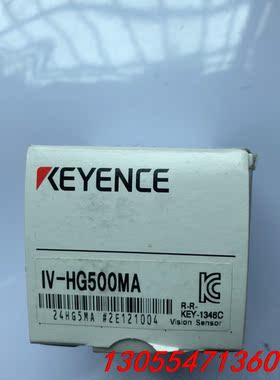 KEYENCE
IV-HG500MA
24HG5MA #2E121004
R-R-
KEY-1346C
Vision Sensor
13055471360